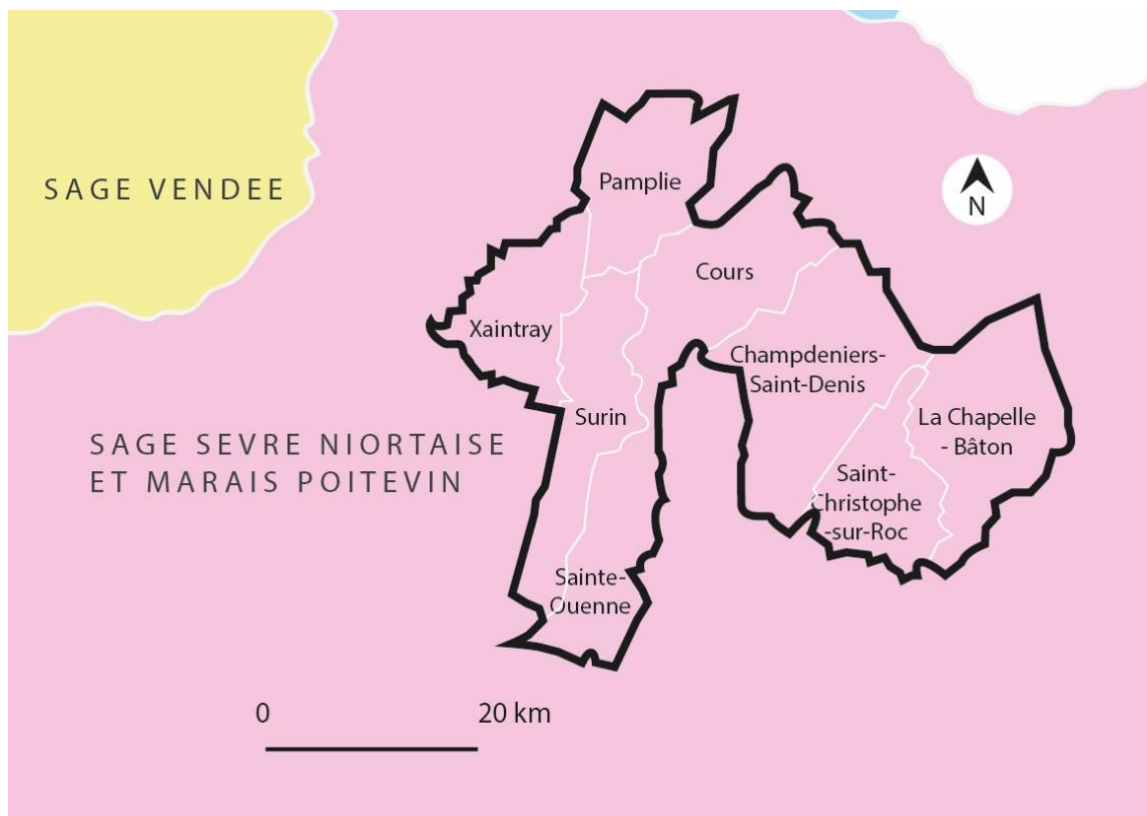 Pamplie
SAGE VENDEE
N
Cours
Xaintray
Champdeniers-
Saint-Denis
Surin
La Chapelle
- Bâton
SAGE SEVRE NIORTAISE
ET MARAIS POITEVIN
Saint-
Christophe
-sur-Roc
Sainte-
Ouenne
0
20 km